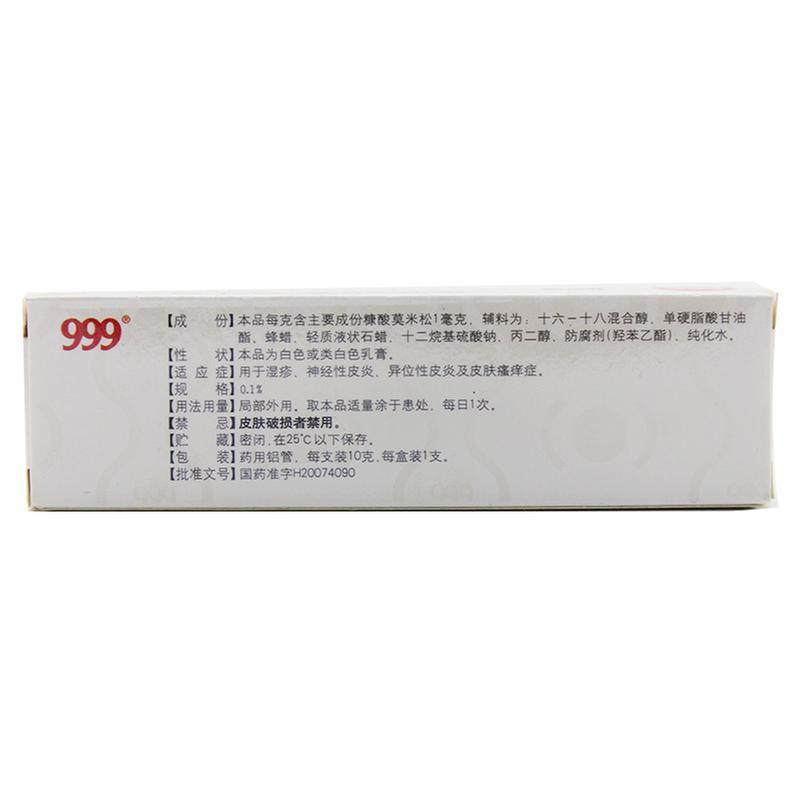 999®
【成份】本品每克含主要成份糠酸莫米松1毫克，辅料为：十六一十八混合醇、单硬脂酸甘油
酯、蜂蜡、轻质液状石蜡、十二烷基硫酸钠、丙二醇、防腐剂(羟苯乙酯)、纯化水。
【性状】本品为白色或类白色乳膏。
【适应症】用于湿疹、神经性皮炎、异位性皮炎及皮肤瘙痒症。
【规格】0.1%
【用法用量】局部外用。取本品适量涂于患处，每日1次。
【禁忌】皮肤破损者禁用。
【贮藏】密闭，在25℃以下保存。
【包装】药用铝管，每支装10克，每盒装1支。
【批准文号】国药准字H20074090
999
999
999